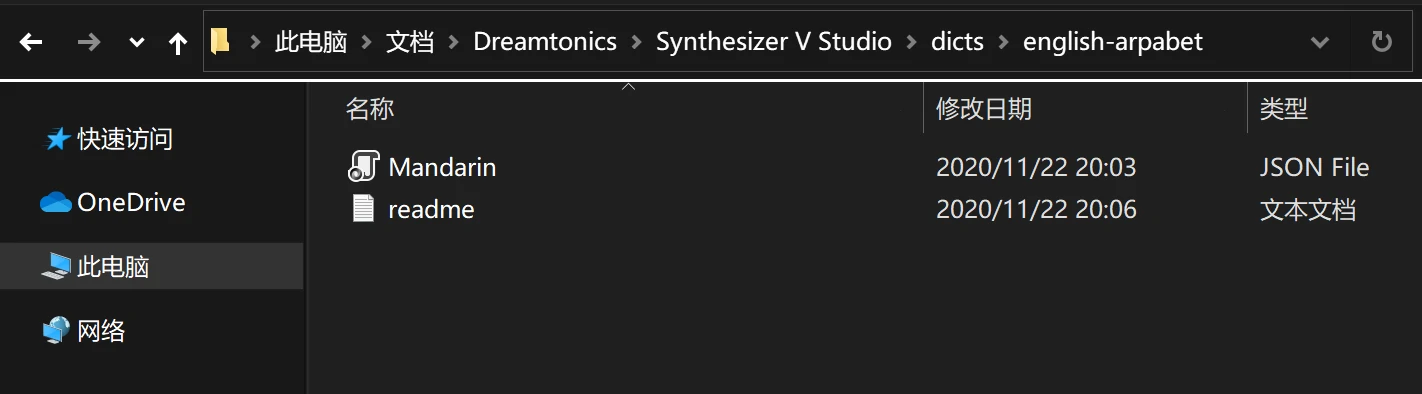 此电脑 文档 Dreamtonics Synthesizer V Studio dicts english-arpabet
名称 修改日期 类型
快速访问
Mandarin 2020/11/22 20:03 JSON File
OneDrive
readme 2020/11/22 20:06 文本文档
此电脑
网络